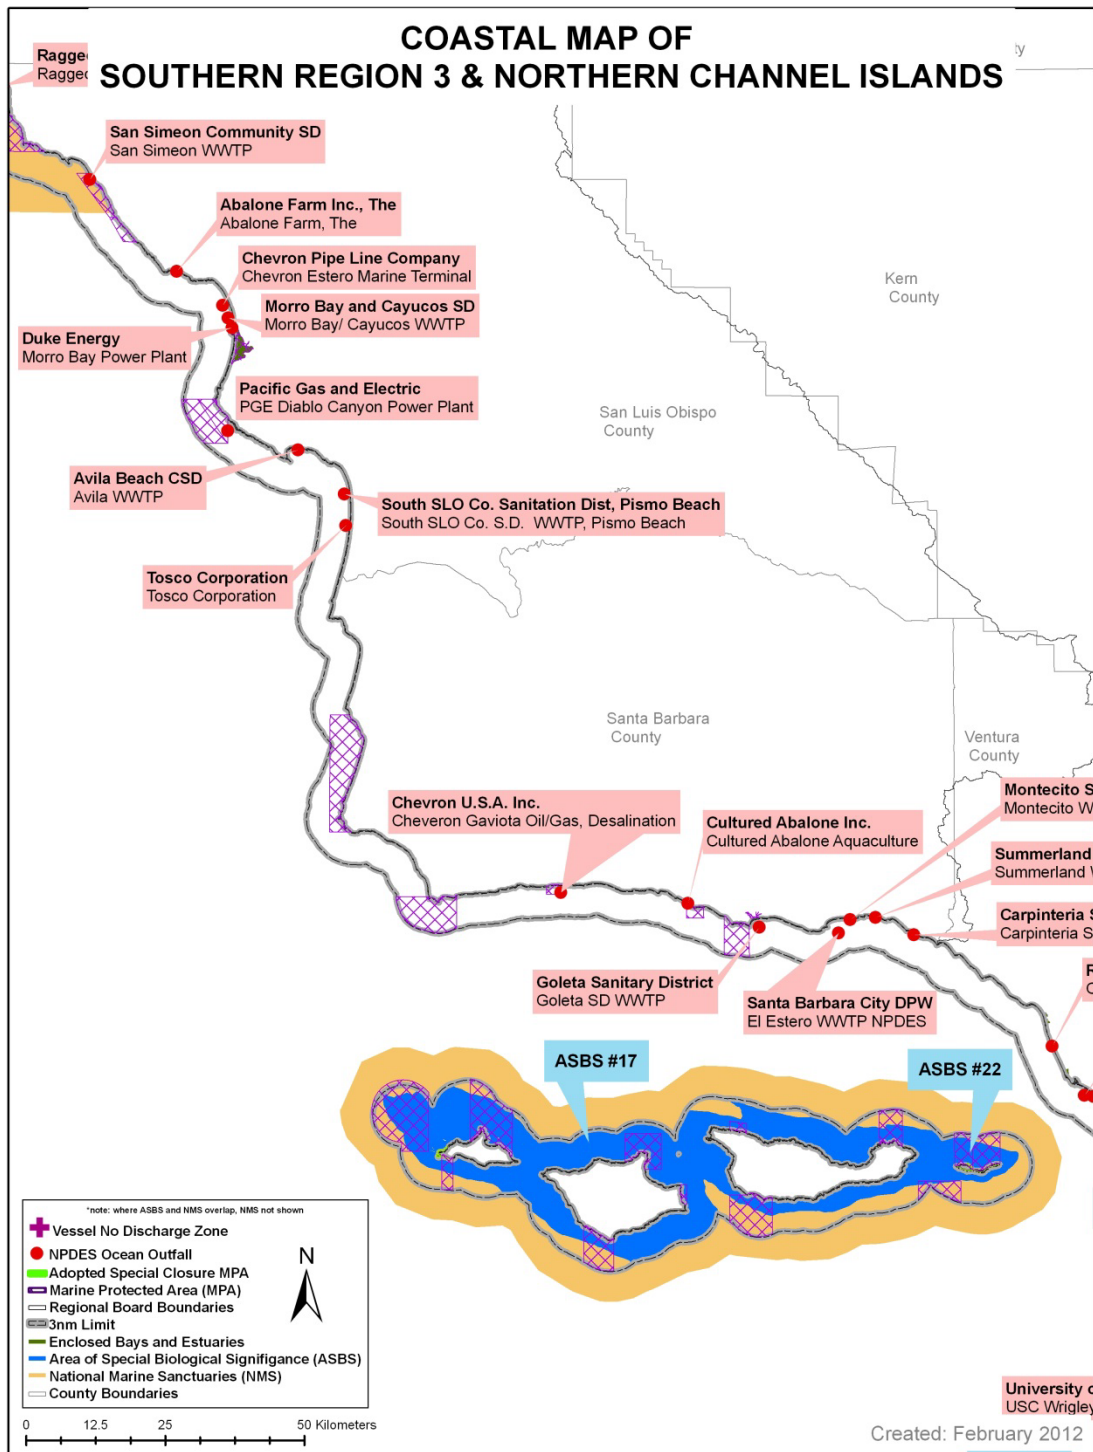 COASTAL MAP OF
SOUTHERN REGION 3 & NORTHERN CHANNEL ISLANDS
San Simeon Community SD
San Simeon WWTP
Abalone Farm Inc., The
Abalone Farm, The
Chevron Pipe Line Company
Chevron Estero Marine Terminal
Kern
County
Morro Bay and Cayucos SD
Morro Bay/ Cayucos WWTP
Duke Energy
Morro Bay Power Plant
Pacific Gas and Electric
PGE Diablo Canyon Power Plant
San Luis Obispo
County
Avila Beach CSD
Avila WWTP
South SLO Co. Sanitation Dist, Pismo Beach
South SLO Co. S.D. WWTP, Pismo Beach
Tosco Corporation
Tosco Corporation
Santa Barbara
County
Ventura
County
Chevron U.S.A. Inc.
Cheveron Gaviota Oil/Gas, Desalination
Cultured Abalone Inc.
Cultured Abalone Aquaculture
Montecito S
Montecito W
Summerland
Summerland W
Carpinteria S
Carpinteria S
Goleta Sanitary District
Goleta SD WWTP
Santa Barbara City DPW
El Estero WWTP NPDES
ASBS #17
ASBS #22
*note: where ASBS and NMS overlap, NMS not shown
Vessel No Discharge Zone
NPDES Ocean Outfall
Adopted Special Closure MPA
Marine Protected Area (MPA)
Regional Board Boundaries
3nm Limit
Enclosed Bays and Estuaries
Area of Special Biological Signifigance (ASBS)
National Marine Sanctuaries (NMS)
County Boundaries
N
0 12.5 25 50 Kilometers
University
USC Wrigley
Created: February 2012